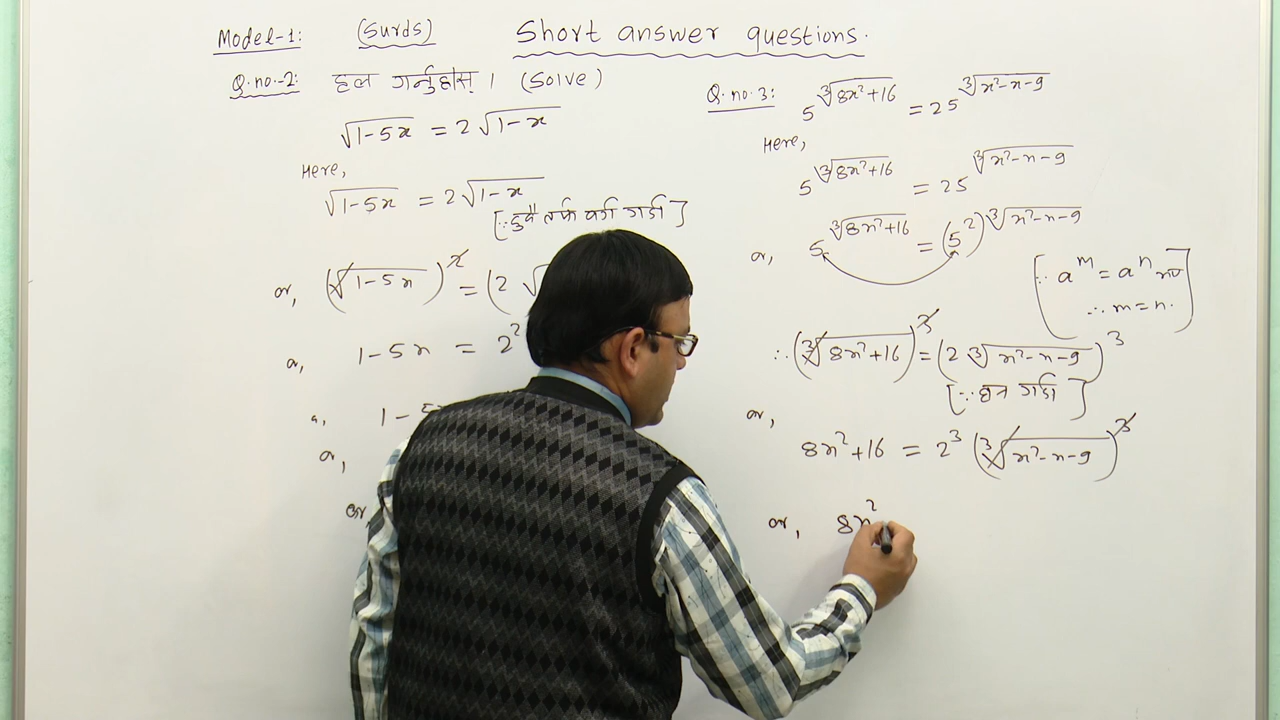 Model-1: (Surds) Short answer questions.
Q.no.-2: हल गर्नुहोस् । (Solve)
√(1-5x) = 2√(1-x)
Here,
√(1-5x) = 2√(1-x)
[∵ दुवै तर्फ वर्ग गर्दा]
or, (√(1-5x))² = (2√
or, 1-5x = 2²
or, 1-5x
or,
or
Q.no.3: 5^∛(8x²+16) = 25^∛(x²-x-9)
Here,
5^∛(8x²+16) = 25^∛(x²-x-9)
or, 5^∛(8x²+16) = (5²)^∛(x²-x-9)
[∵ a^m = a^n भए
∴ m = n.]
∴ (∛(8x²+16))³ = (2∛(x²-x-9))³
[∵ घन गर्दा]
or, 8x²+16 = 2³(∛(x²-x-9))³
or, 8x²